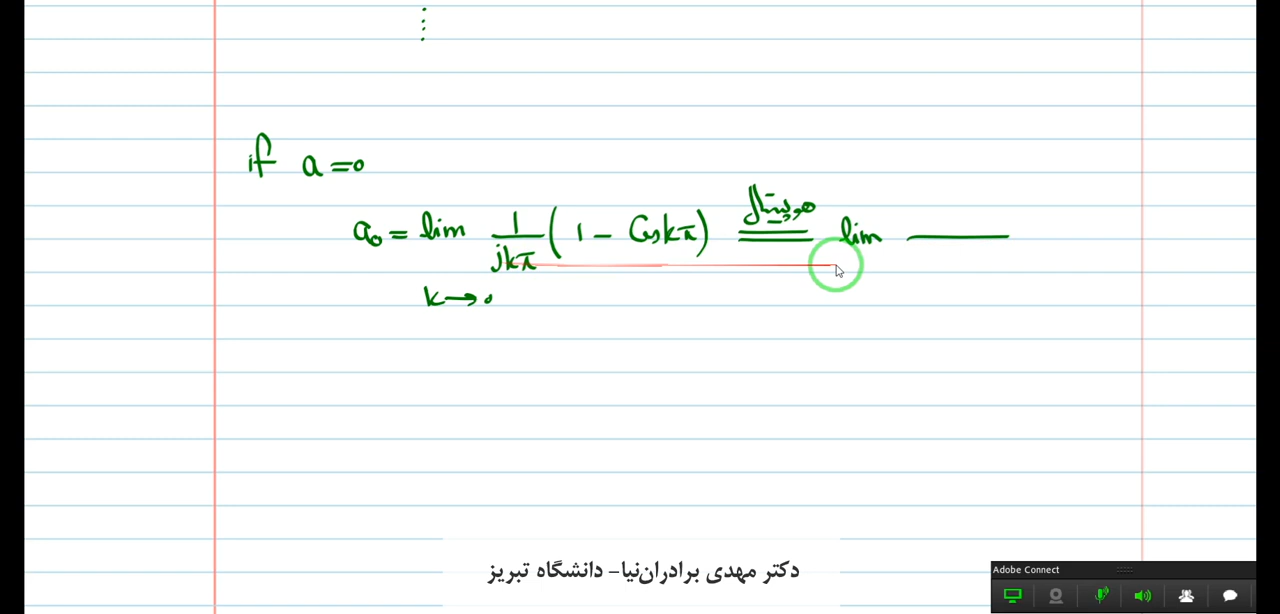 ⋮
if a = 0
a₀ = lim 1/jkπ (1 - Cos kπ) هوپیتال lim
k → 0
دکتر مهدی برادران‌نیا- دانشگاه تبریز
Adobe Connect